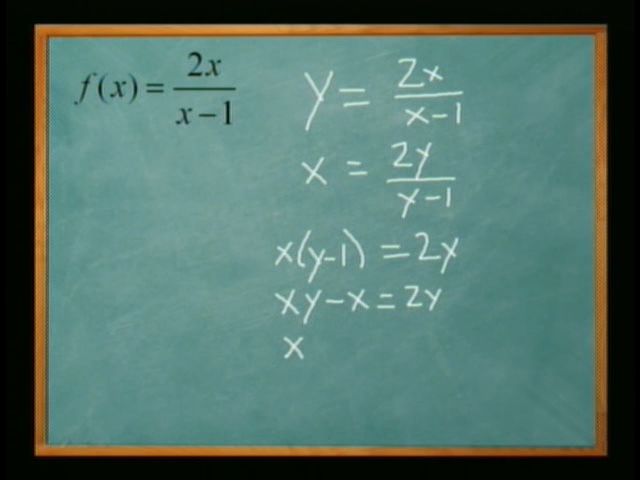 f(x) = 2x/(x−1)
y = 2x/(x−1)
x = 2y/(y−1)
x(y-1) = 2y
xy-x=2y
x